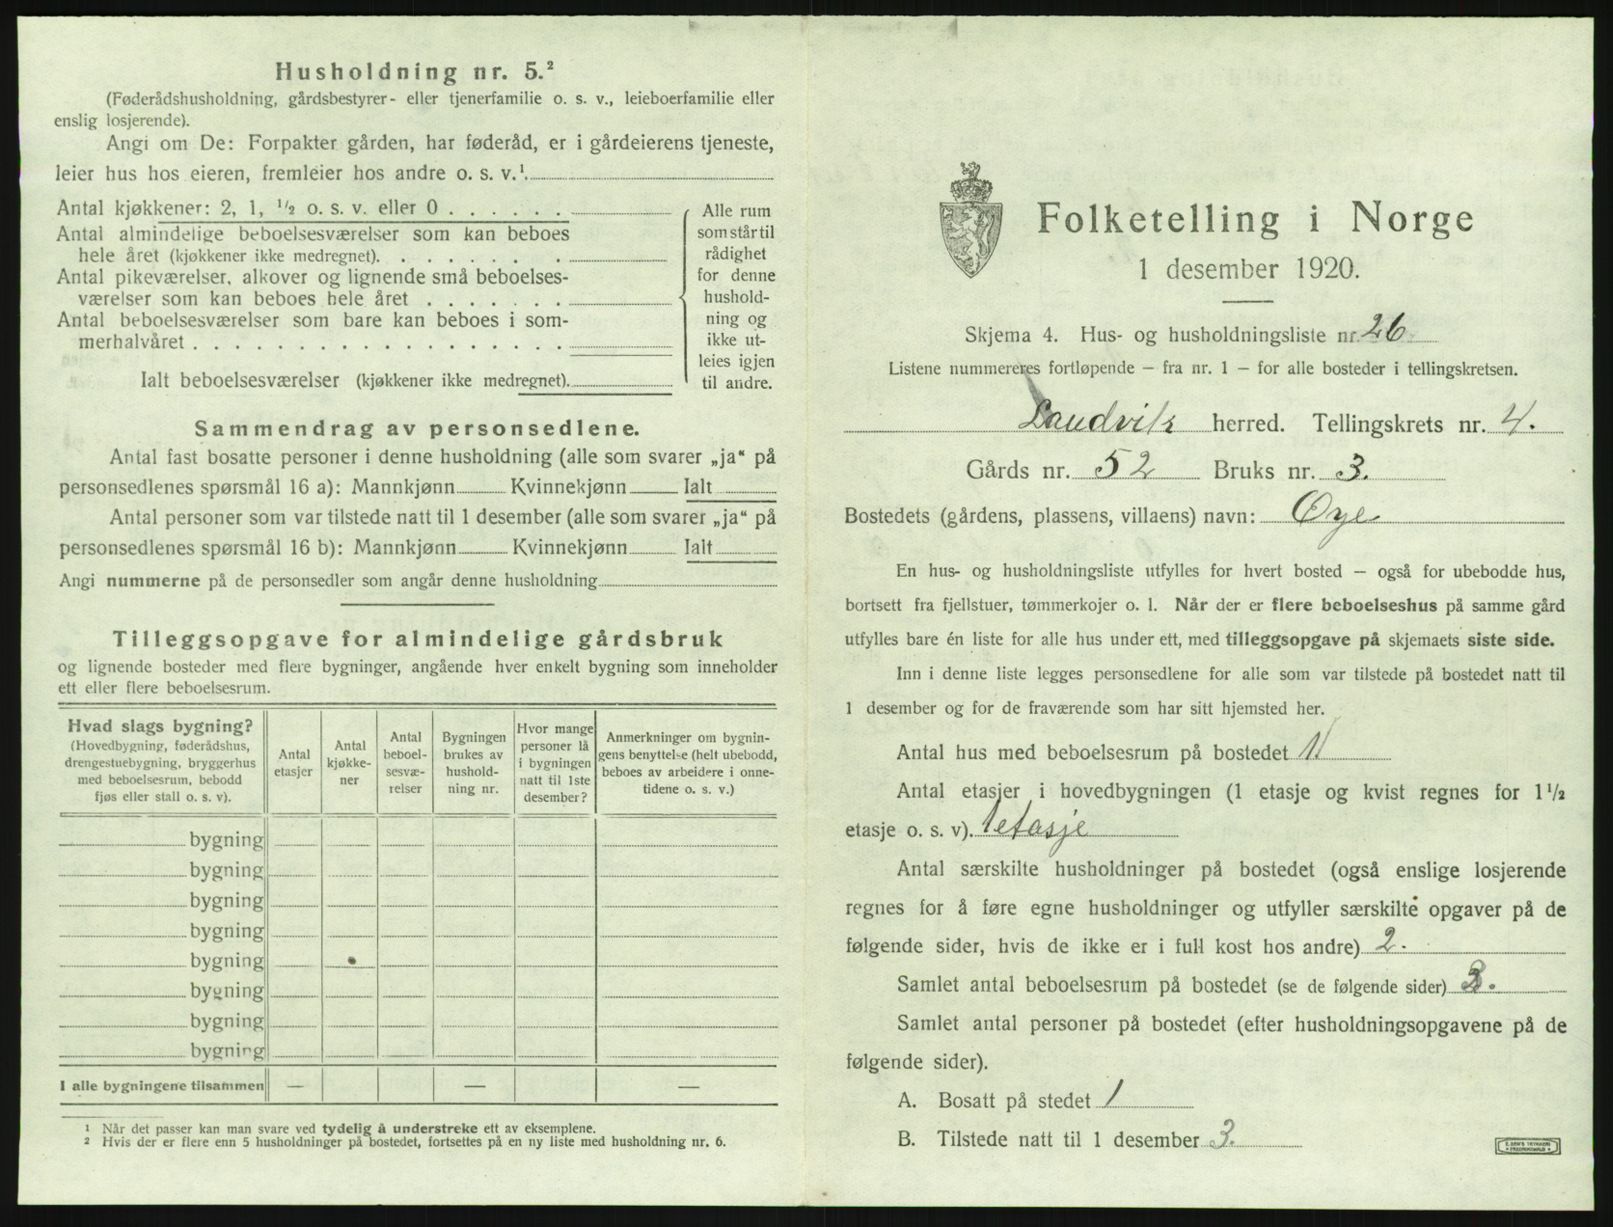 Husholdning nr. 5.²
(Føderådshusholdning, gårdsbestyrer- eller tjenerfamilie o. s. v., leieboerfamilie eller
enslig losjerende).
Angi om De: Forpakter gården, har føderåd, er i gårdeierens tjeneste,
leier hus hos eieren, fremleier hos andre o. s. v.¹
Antal kjøkkener: 2, 1, ¹/₂ o. s. v. eller 0 . . . . . .
Antal almindelige beboelsesværelser som kan beboes
hele året (kjøkkener ikke medregnet). . . . . . . .
Antal pikeværelser, alkover og lignende små beboelses-
værelser som kan beboes hele året . . . . . . .
Antal beboelsesværelser som bare kan beboes i som-
merhalvåret . . . . . . . . . . . . . . . . . .
Ialt beboelsesværelser (kjøkkener ikke medregnet).
Alle rum
som står til
rådighet
for denne
hushold-
ning og
ikke ut-
leies igjen
til andre.
Sammendrag av personsedlene.
Antal fast bosatte personer i denne husholdning (alle som svarer „ja“ på
personsedlenes spørsmål 16 a): Mannkjønn Kvinnekjønn Ialt
Antal personer som var tilstede natt til 1 desember (alle som svarer „ja“ på
personsedlenes spørsmål 16 b): Mannkjønn Kvinnekjønn Ialt
Angi nummerne på de personsedler som angår denne husholdning
Tilleggsopgave for almindelige gårdsbruk
og lignende bosteder med flere bygninger, angående hver enkelt bygning som inneholder
ett eller flere beboelsesrum.
Hvad slags bygning?
(Hovedbygning, føderådshus,
drengestuebygning, bryggerhus
med beboelsesrum, bebodd
fjøs eller stall o. s. v).
Antal
etasjer
Antal
kjøkke-
ner
Antal
beboel-
sesvæ-
relser
Bygningen
brukes av
hushold-
ning nr.
Hvor mange
personer lå
i bygningen
natt til 1ste
desember?
Anmerkninger om bygnin-
gens benyttelse (helt ubebodd,
beboes av arbeidere i onne-
tidene o. s. v.)
bygning
bygning
bygning
bygning
bygning
bygning
bygning
bygning
I alle bygningene tilsammen — — —
¹ Når det passer kan man svare ved tydelig å understreke ett av eksemplene.
² Hvis der er flere enn 5 husholdninger på bostedet, fortsettes på en ny liste med husholdning nr. 6.
Folketelling i Norge
1 desember 1920.
Skjema 4. Hus- og husholdningsliste nr. 26
Listene nummereres fortløpende – fra nr. 1 – for alle bosteder i tellingskretsen.
Landvik herred. Tellingskrets nr. 4.
Gårds nr. 52 Bruks nr. 3.
Bostedets (gårdens, plassens, villaens) navn: Øye
En hus- og husholdningsliste utfylles for hvert bosted – også for ubebodde hus,
bortsett fra fjellstuer, tømmerkojer o. l. Når der er flere beboelseshus på samme gård
utfylles bare én liste for alle hus under ett, med tilleggsopgave på skjemaets siste side.
Inn i denne liste legges personsedlene for alle som var tilstede på bostedet natt til
1 desember og for de fraværende som har sitt hjemsted her.
Antal hus med beboelsesrum på bostedet 1
Antal etasjer i hovedbygningen (1 etasje og kvist regnes for 1¹/₂
etasje o. s. v). 1 etasje
Antal særskilte husholdninger på bostedet (også enslige losjerende
regnes for å føre egne husholdninger og utfyller særskilte opgaver på de
følgende sider, hvis de ikke er i full kost hos andre) 2.
Samlet antal beboelsesrum på bostedet (se de følgende sider) 3.
Samlet antal personer på bostedet (efter husholdningsopgavene på de
følgende sider).
A. Bosatt på stedet 1
B. Tilstede natt til 1 desember 3.